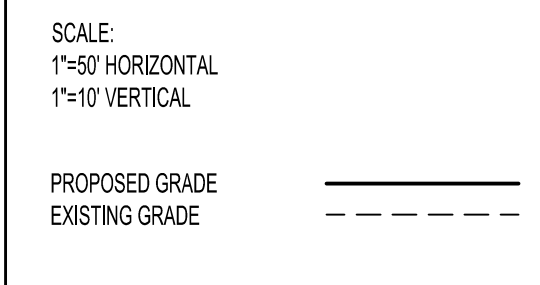 SCALE:
1"=50' HORIZONTAL
1"=10' VERTICAL
PROPOSED GRADE
EXISTING GRADE